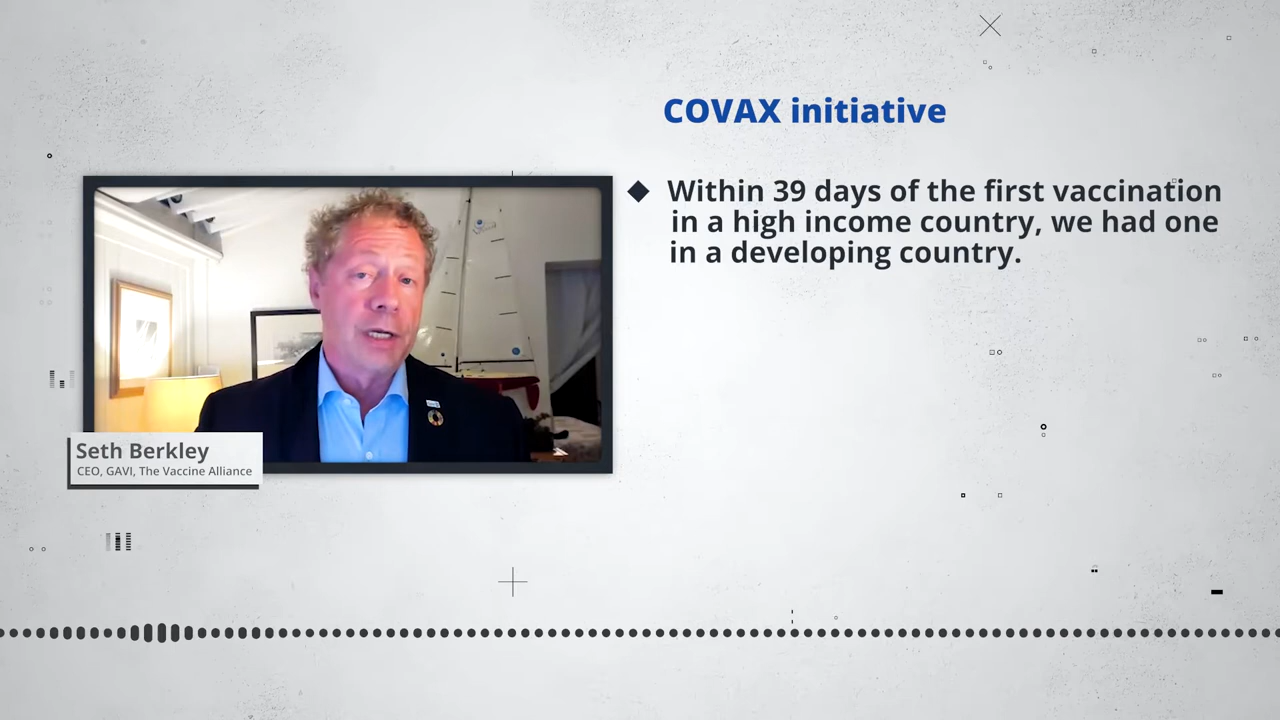 COVAX initiative
Within 39 days of the first vaccination
in a high income country, we had one
in a developing country.
Seth Berkley
CEO, GAVI, The Vaccine Alliance